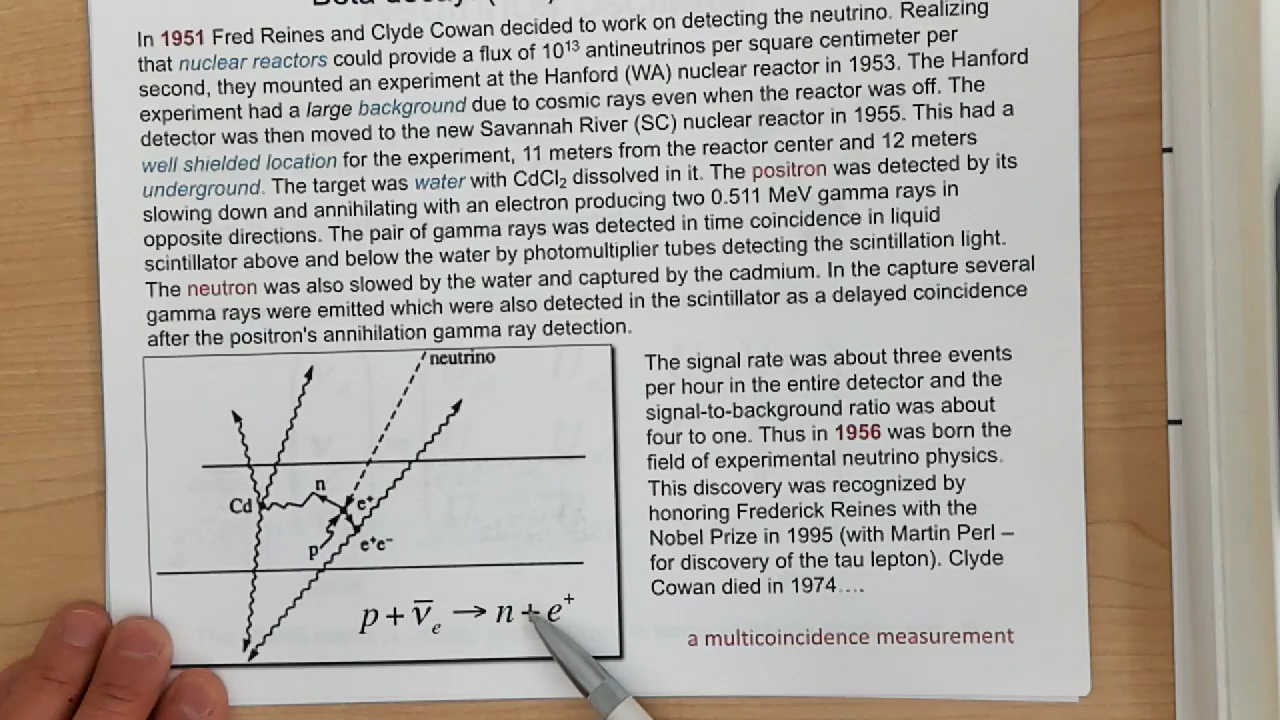 In 1951 Fred Reines and Clyde Cowan decided to work on detecting the neutrino. Realizing
that nuclear reactors could provide a flux of 10¹³ antineutrinos per square centimeter per
second, they mounted an experiment at the Hanford (WA) nuclear reactor in 1953. The Hanford
experiment had a large background due to cosmic rays even when the reactor was off. The
detector was then moved to the new Savannah River (SC) nuclear reactor in 1955. This had a
well shielded location for the experiment, 11 meters from the reactor center and 12 meters
underground. The target was water with CdCl₂ dissolved in it. The positron was detected by its
slowing down and annihilating with an electron producing two 0.511 MeV gamma rays in
opposite directions. The pair of gamma rays was detected in time coincidence in liquid
scintillator above and below the water by photomultiplier tubes detecting the scintillation light.
The neutron was also slowed by the water and captured by the cadmium. In the capture several
gamma rays were emitted which were also detected in the scintillator as a delayed coincidence
after the positron's annihilation gamma ray detection.
neutrino
n
Cd
e⁺
p
e⁺e⁻
p + ν̅ₑ → n + e⁺
The signal rate was about three events
per hour in the entire detector and the
signal-to-background ratio was about
four to one. Thus in 1956 was born the
field of experimental neutrino physics.
This discovery was recognized by
honoring Frederick Reines with the
Nobel Prize in 1995 (with Martin Perl –
for discovery of the tau lepton). Clyde
Cowan died in 1974....
a multicoincidence measurement